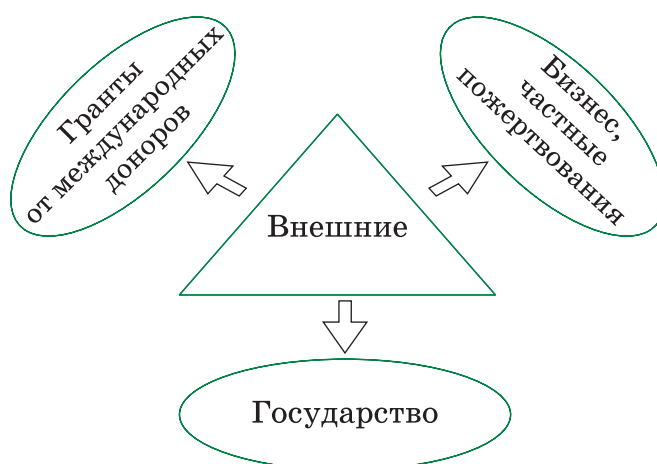 Гранты
от международных
доноров
Бизнес,
частные
пожертвования
Внешние
Государство